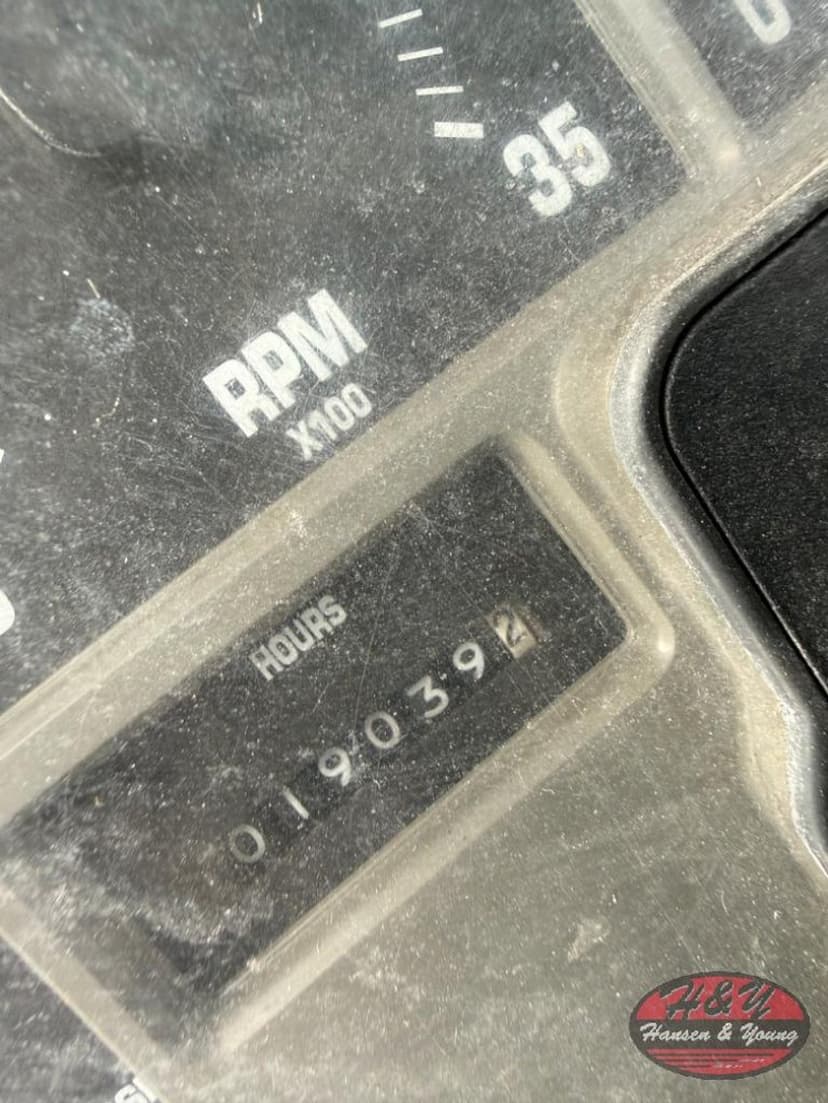 35
RPM
X100
HOURS
0190392
H&Y
Hansen & Young